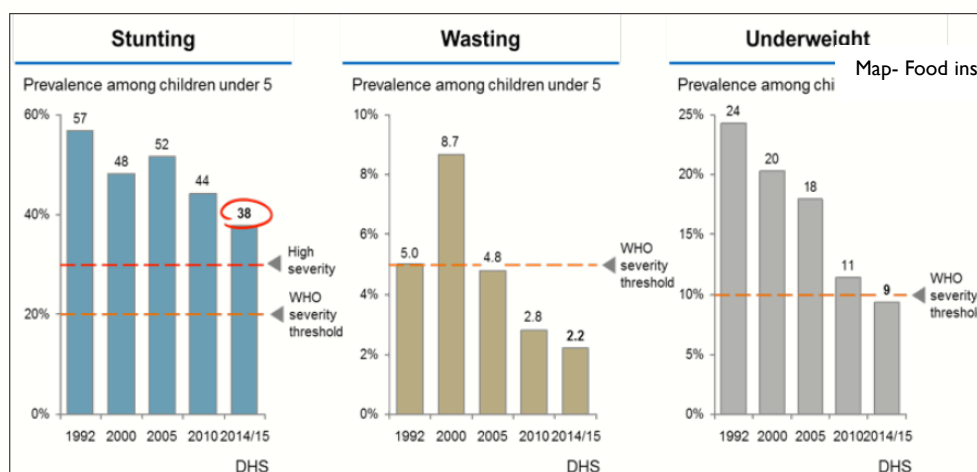 Stunting
Prevalence among children under 5
60%
40%
20%
0%
57
48
52
44
38
High
severity
WHO
severity
threshold
1992 2000 2005 2010 2014/15
DHS
Wasting
Prevalence among children under 5
10%
8%
6%
4%
2%
0%
5.0
8.7
4.8
2.8
2.2
WHO
severity
threshold
1992 2000 2005 2010 2014/15
DHS
Underweight
Map- Food ins
Prevalence among chi
25%
20%
15%
10%
5%
0%
24
20
18
11
9
WHO
severity
threshol
1992 2000 2005 2010 2014/15
DHS